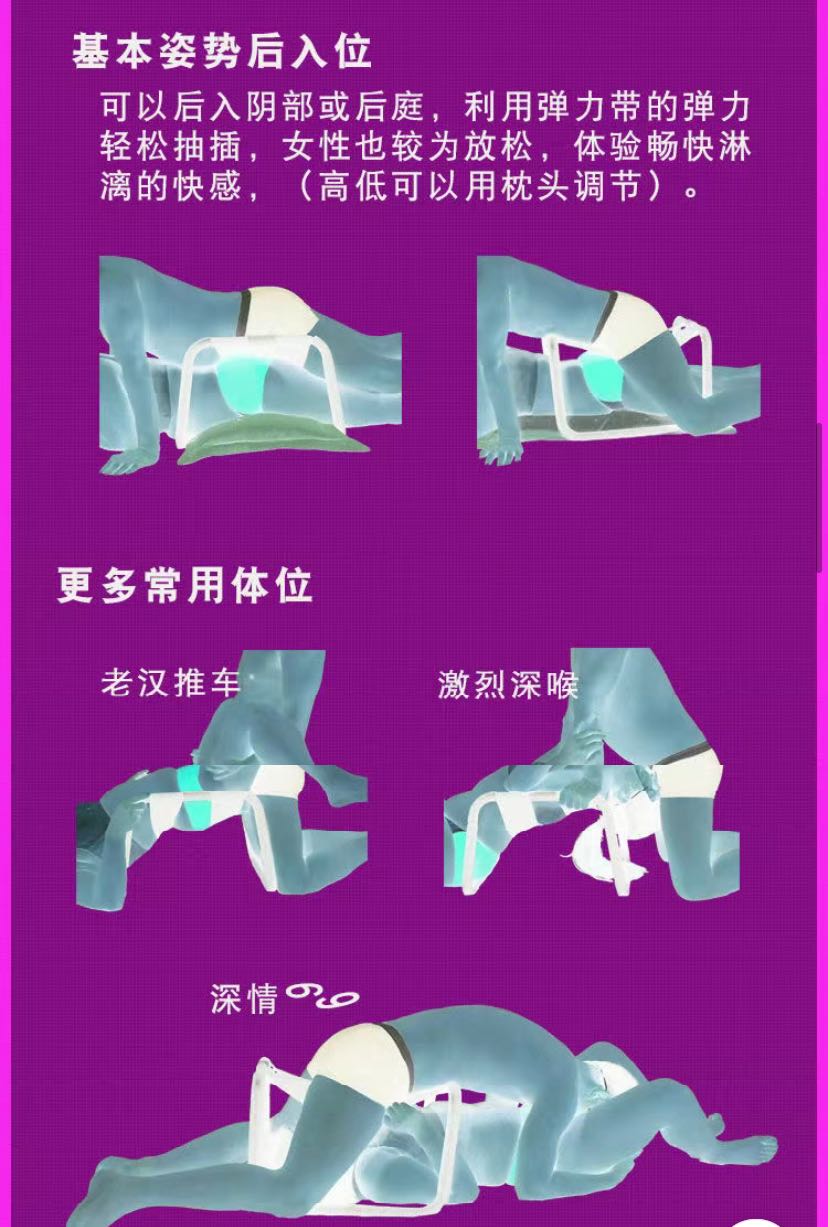 基本姿势后入位
可以后入阴部或后庭，利用弹力带的弹力
轻松抽插，女性也较为放松，体验畅快淋
漓的快感，（高低可以用枕头调节）。
更多常用体位
老汉推车
激烈深喉
深情69